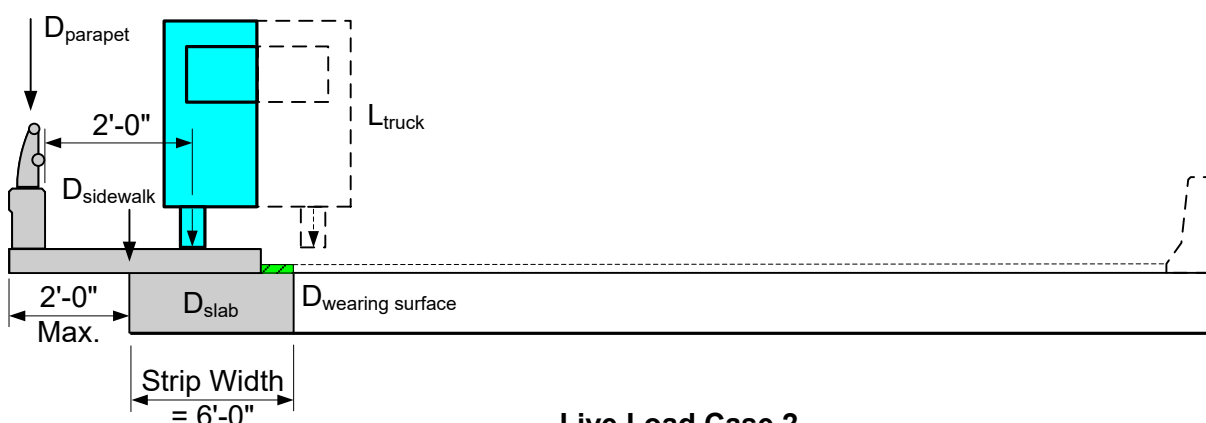 Dparapet
2'-0"
Ltruck
Dsidewalk
2'-0"
Max.
Dslab
Dwearing surface
Strip Width
= 6'-0"
Live Load Case 2